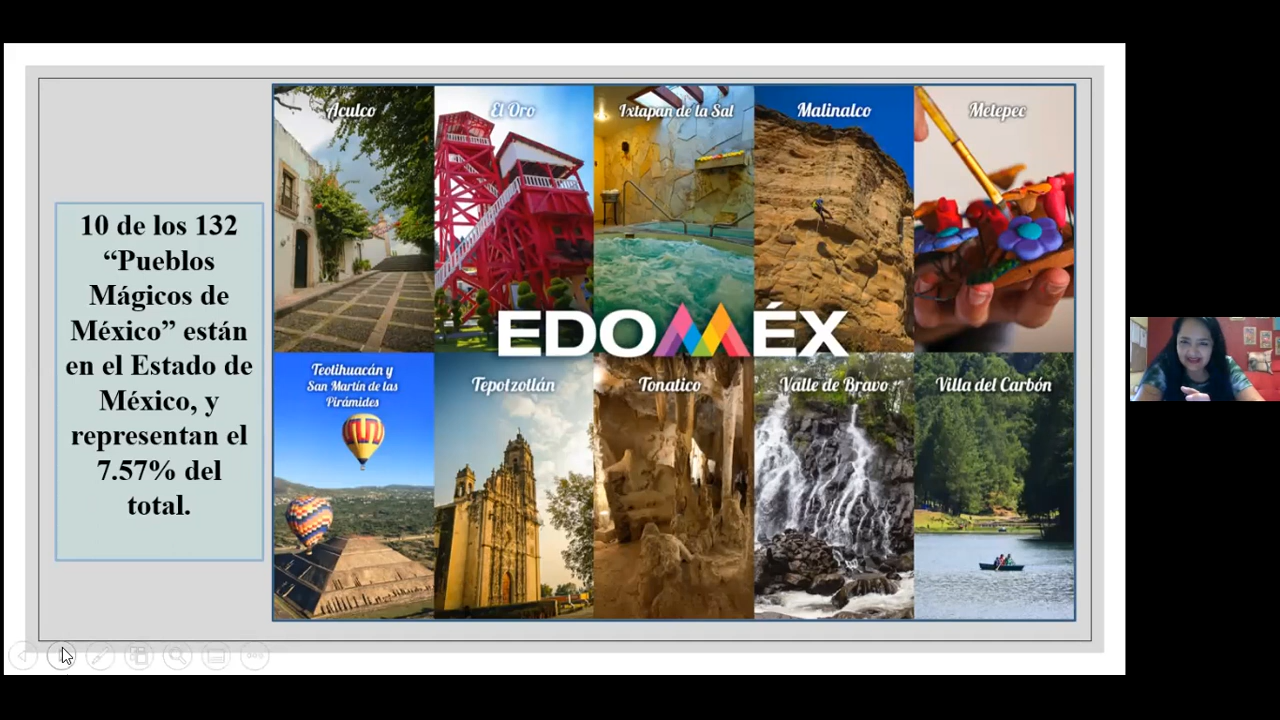 10 de los 132
“Pueblos
Mágicos de
México” están
en el Estado de
México, y
representan el
7.57% del
total.
Aculco
El Oro
Ixtapan de la Sal
Malinalco
Metepec
EDOMÉX
Teotihuacán y
San Martín de las
Pirámides
Tepotzotlán
Tonatico
Valle de Bravo
Villa del Carbón